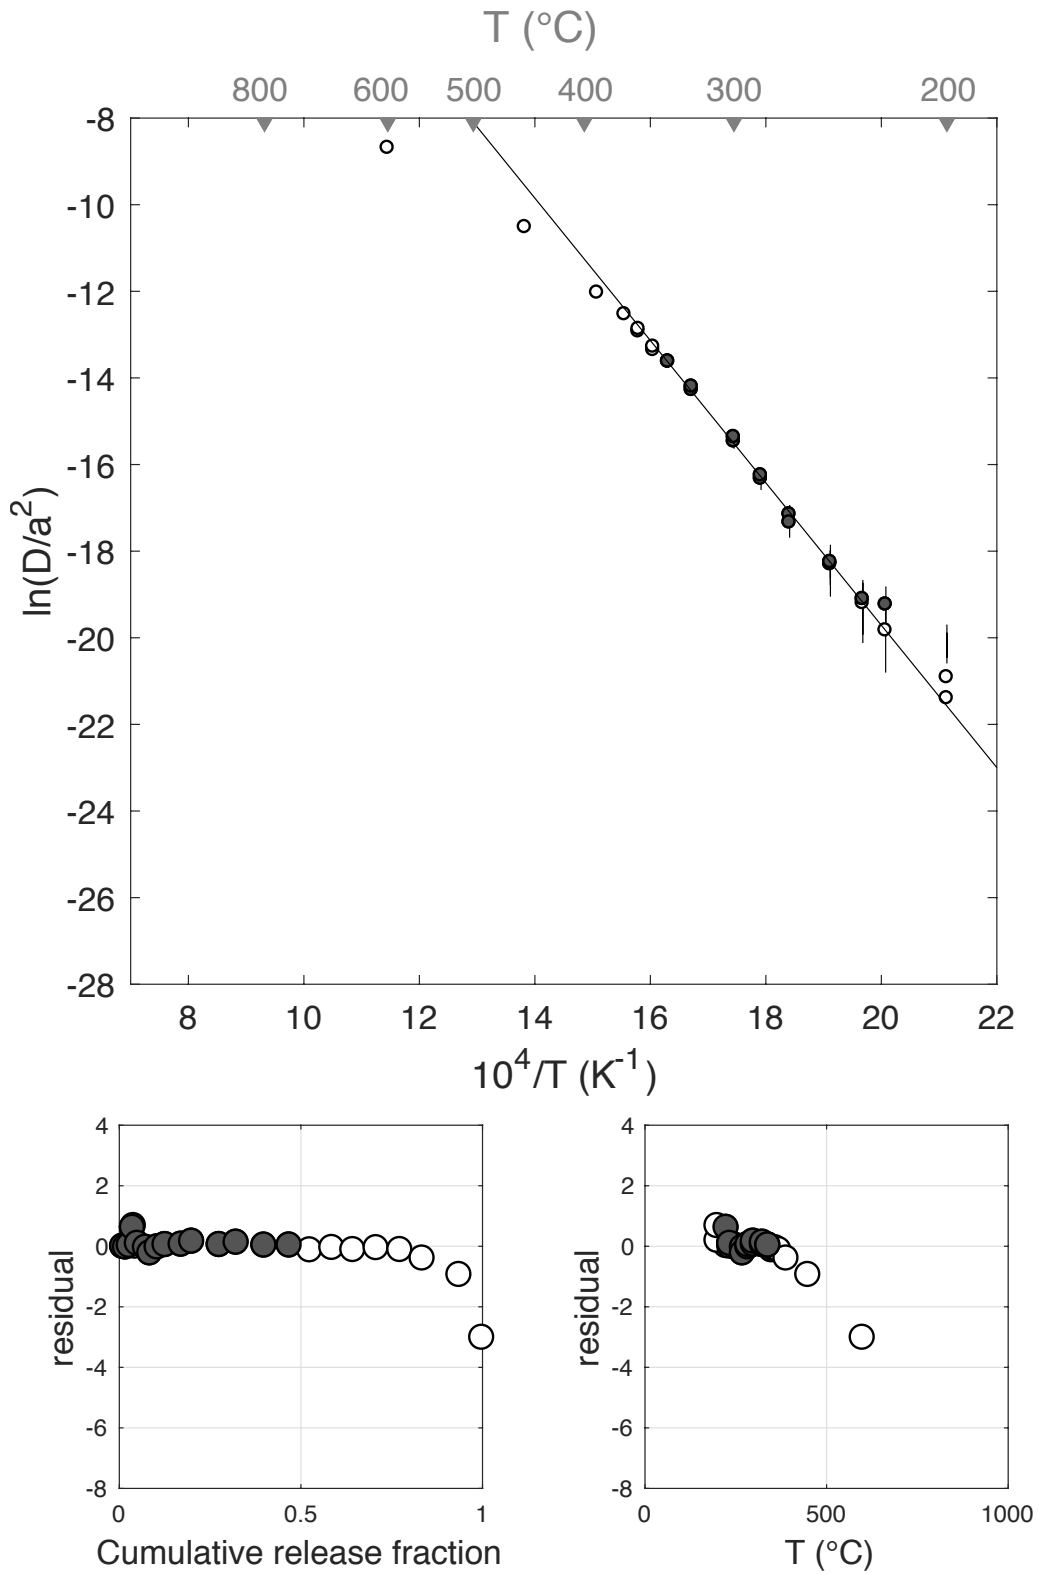 T (°C)
800 600 500 400 300 200
-8
-10
-12
-14
-16
-18
-20
-22
-24
-26
-28
ln(D/a²)
8 10 12 14 16 18 20 22
10⁴/T (K⁻¹)
4
2
0
-2
-4
-6
-8
residual
0 0.5 1
Cumulative release fraction
4
2
0
-2
-4
-6
-8
residual
0 500 1000
T (°C)